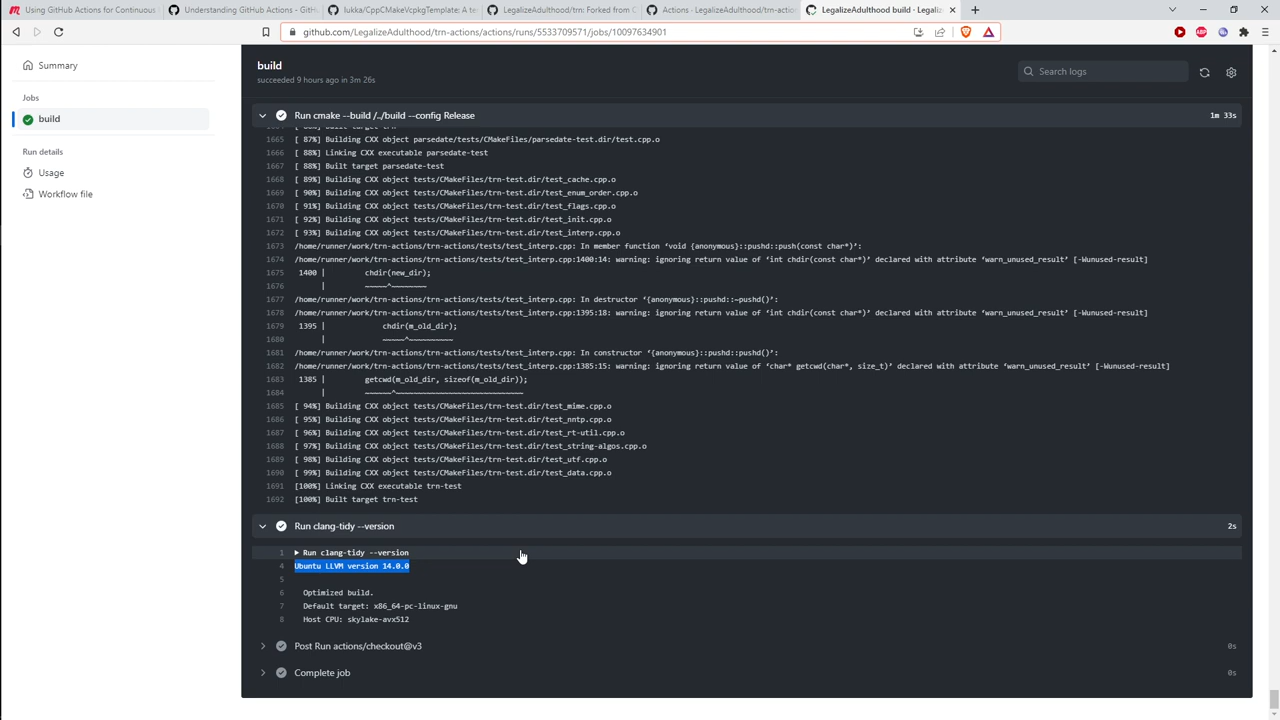 Using GitHub Actions for Continuous
Understanding GitHub Actions - GitH
lukka/CppCMakeVcpkgTemplate: A te
LegalizeAdulthood/trn: Forked from C
Actions - LegalizeAdulthood/trn-actio
LegalizeAdulthood build · Legaliz
github.com/LegalizeAdulthood/trn-actions/actions/runs/5533709571/jobs/10097634901
Summary
Jobs
build
Run details
Usage
Workflow file
build
succeeded 9 hours ago in 3m 26s
Search logs
Run cmake --build /../build --config Release
1m 33s
1665 [ 87%] Building CXX object parsedate/tests/CMakeFiles/parsedate-test.dir/test.cpp.o
1666 [ 88%] Linking CXX executable parsedate-test
1667 [ 88%] Built target parsedate-test
1668 [ 89%] Building CXX object tests/CMakeFiles/trn-test.dir/test_cache.cpp.o
1669 [ 90%] Building CXX object tests/CMakeFiles/trn-test.dir/test_enum_order.cpp.o
1670 [ 91%] Building CXX object tests/CMakeFiles/trn-test.dir/test_flags.cpp.o
1671 [ 92%] Building CXX object tests/CMakeFiles/trn-test.dir/test_init.cpp.o
1672 [ 93%] Building CXX object tests/CMakeFiles/trn-test.dir/test_interp.cpp.o
1673 /home/runner/work/trn-actions/trn-actions/tests/test_interp.cpp: In member function ‘void {anonymous}::pushd::push(const char*)’:
1674 /home/runner/work/trn-actions/trn-actions/tests/test_interp.cpp:1400:14: warning: ignoring return value of ‘int chdir(const char*)’ declared with attribute ‘warn_unused_result’ [-Wunused-result]
1675 1400 | chdir(new_dir);
1676 | ~~~~~^~~~~~~~~
1677 /home/runner/work/trn-actions/trn-actions/tests/test_interp.cpp: In destructor ‘{anonymous}::pushd::~pushd()’:
1678 /home/runner/work/trn-actions/trn-actions/tests/test_interp.cpp:1395:18: warning: ignoring return value of ‘int chdir(const char*)’ declared with attribute ‘warn_unused_result’ [-Wunused-result]
1679 1395 | chdir(m_old_dir);
1680 | ~~~~~^~~~~~~~~~~
1681 /home/runner/work/trn-actions/trn-actions/tests/test_interp.cpp: In constructor ‘{anonymous}::pushd::pushd()’:
1682 /home/runner/work/trn-actions/trn-actions/tests/test_interp.cpp:1385:15: warning: ignoring return value of ‘char* getcwd(char*, size_t)’ declared with attribute ‘warn_unused_result’ [-Wunused-result]
1683 1385 | getcwd(m_old_dir, sizeof(m_old_dir));
1684 | ~~~~~~^~~~~~~~~~~~~~~~~~~~~~~~~~~~~~
1685 [ 94%] Building CXX object tests/CMakeFiles/trn-test.dir/test_mime.cpp.o
1686 [ 95%] Building CXX object tests/CMakeFiles/trn-test.dir/test_nntp.cpp.o
1687 [ 96%] Building CXX object tests/CMakeFiles/trn-test.dir/test_rt-util.cpp.o
1688 [ 97%] Building CXX object tests/CMakeFiles/trn-test.dir/test_string-algos.cpp.o
1689 [ 98%] Building CXX object tests/CMakeFiles/trn-test.dir/test_utf.cpp.o
1690 [ 99%] Building CXX object tests/CMakeFiles/trn-test.dir/test_data.cpp.o
1691 [100%] Linking CXX executable trn-test
1692 [100%] Built target trn-test
Run clang-tidy --version
2s
1 Run clang-tidy --version
4 Ubuntu LLVM version 14.0.0
5
6 Optimized build.
7 Default target: x86_64-pc-linux-gnu
8 Host CPU: skylake-avx512
Post Run actions/checkout@v3
0s
Complete job
0s